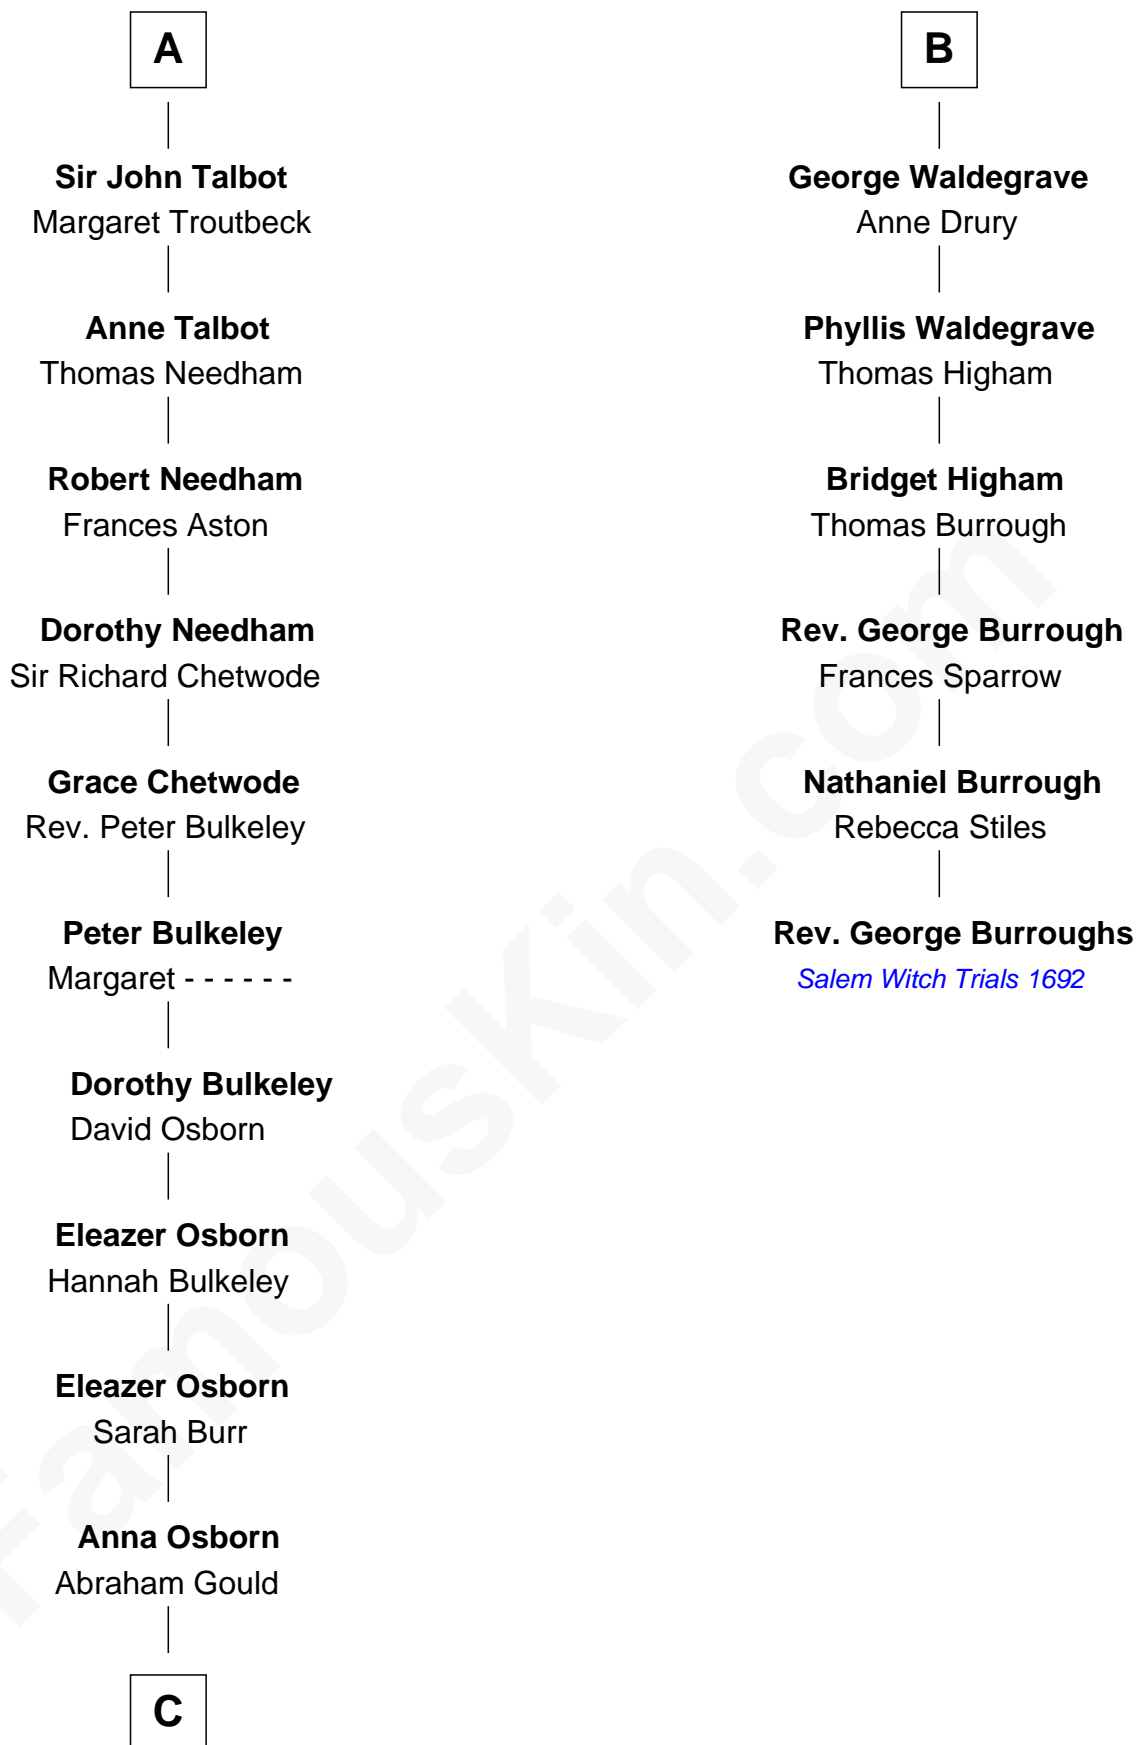 A
Sir John Talbot
Margaret Troutbeck
Anne Talbot
Thomas Needham
Robert Needham
Frances Aston
Dorothy Needham
Sir Richard Chetwode
Grace Chetwode
Rev. Peter Bulkeley
Peter Bulkeley
Margaret - - - - - -
Dorothy Bulkeley
David Osborn
Eleazer Osborn
Hannah Bulkeley
Eleazer Osborn
Sarah Burr
Anna Osborn
Abraham Gould
C
B
George Waldegrave
Anne Drury
Phyllis Waldegrave
Thomas Higham
Bridget Higham
Thomas Burrough
Rev. George Burrough
Frances Sparrow
Nathaniel Burrough
Rebecca Stiles
Rev. George Burroughs
Salem Witch Trials 1692
FamousKin.com